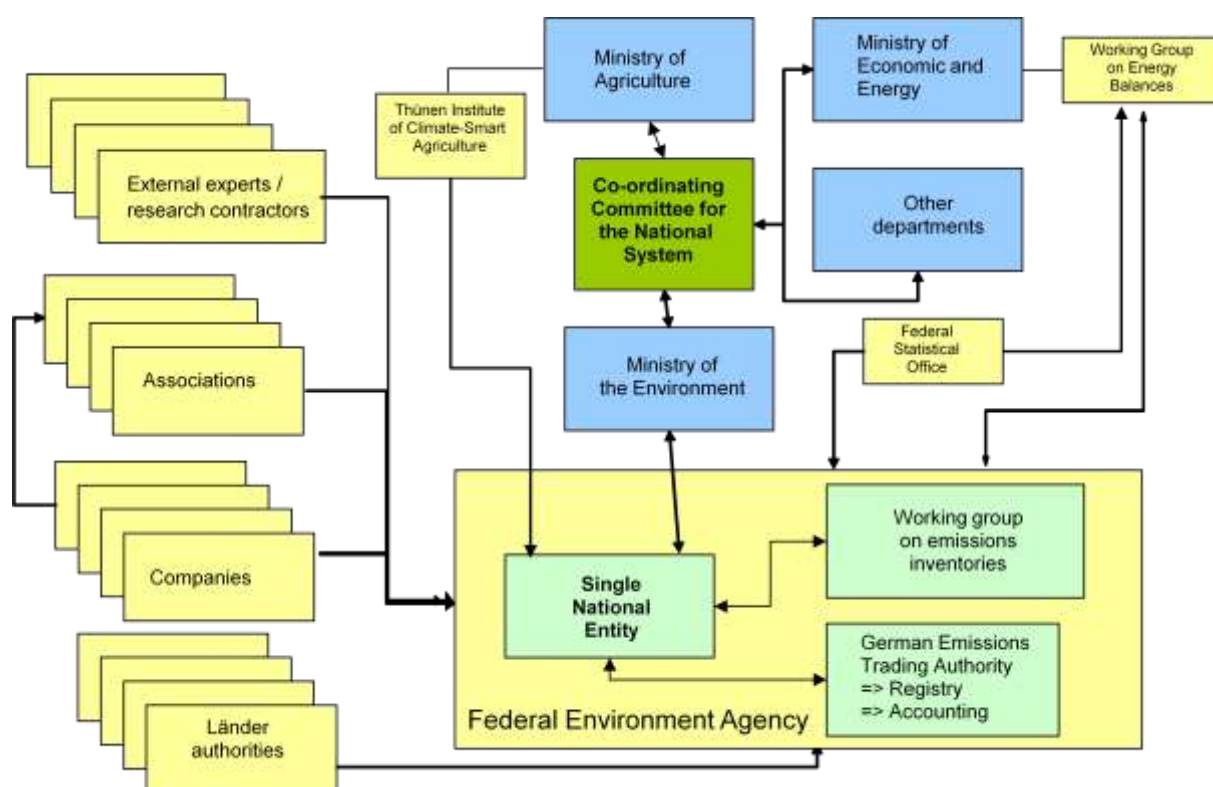 Ministry of
Agriculture
Ministry of
Economic and
Energy
Working Group
on Energy
Balances
Thünen Institute
of Climate-Smart
Agriculture
External experts /
research contractors
Co-ordinating
Committee for
the National
System
Other
departments
Federal
Statistical
Office
Ministry of
the Environment
Associations
Working group
on emissions
inventories
Companies
Single
National
Entity
German Emissions
Trading Authority
=> Registry
=> Accounting
Federal Environment Agency
Länder
authorities